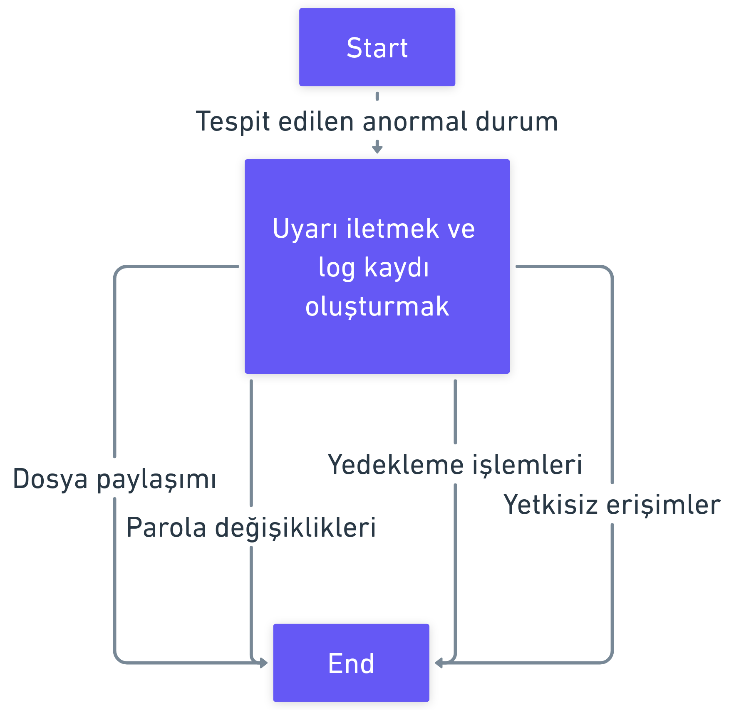 Start
Tespit edilen anormal durum
Uyarı iletmek ve
log kaydı
oluşturmak
Yedekleme işlemleri
Dosya paylaşımı
Yetkisiz erişimler
Parola değişiklikleri
End